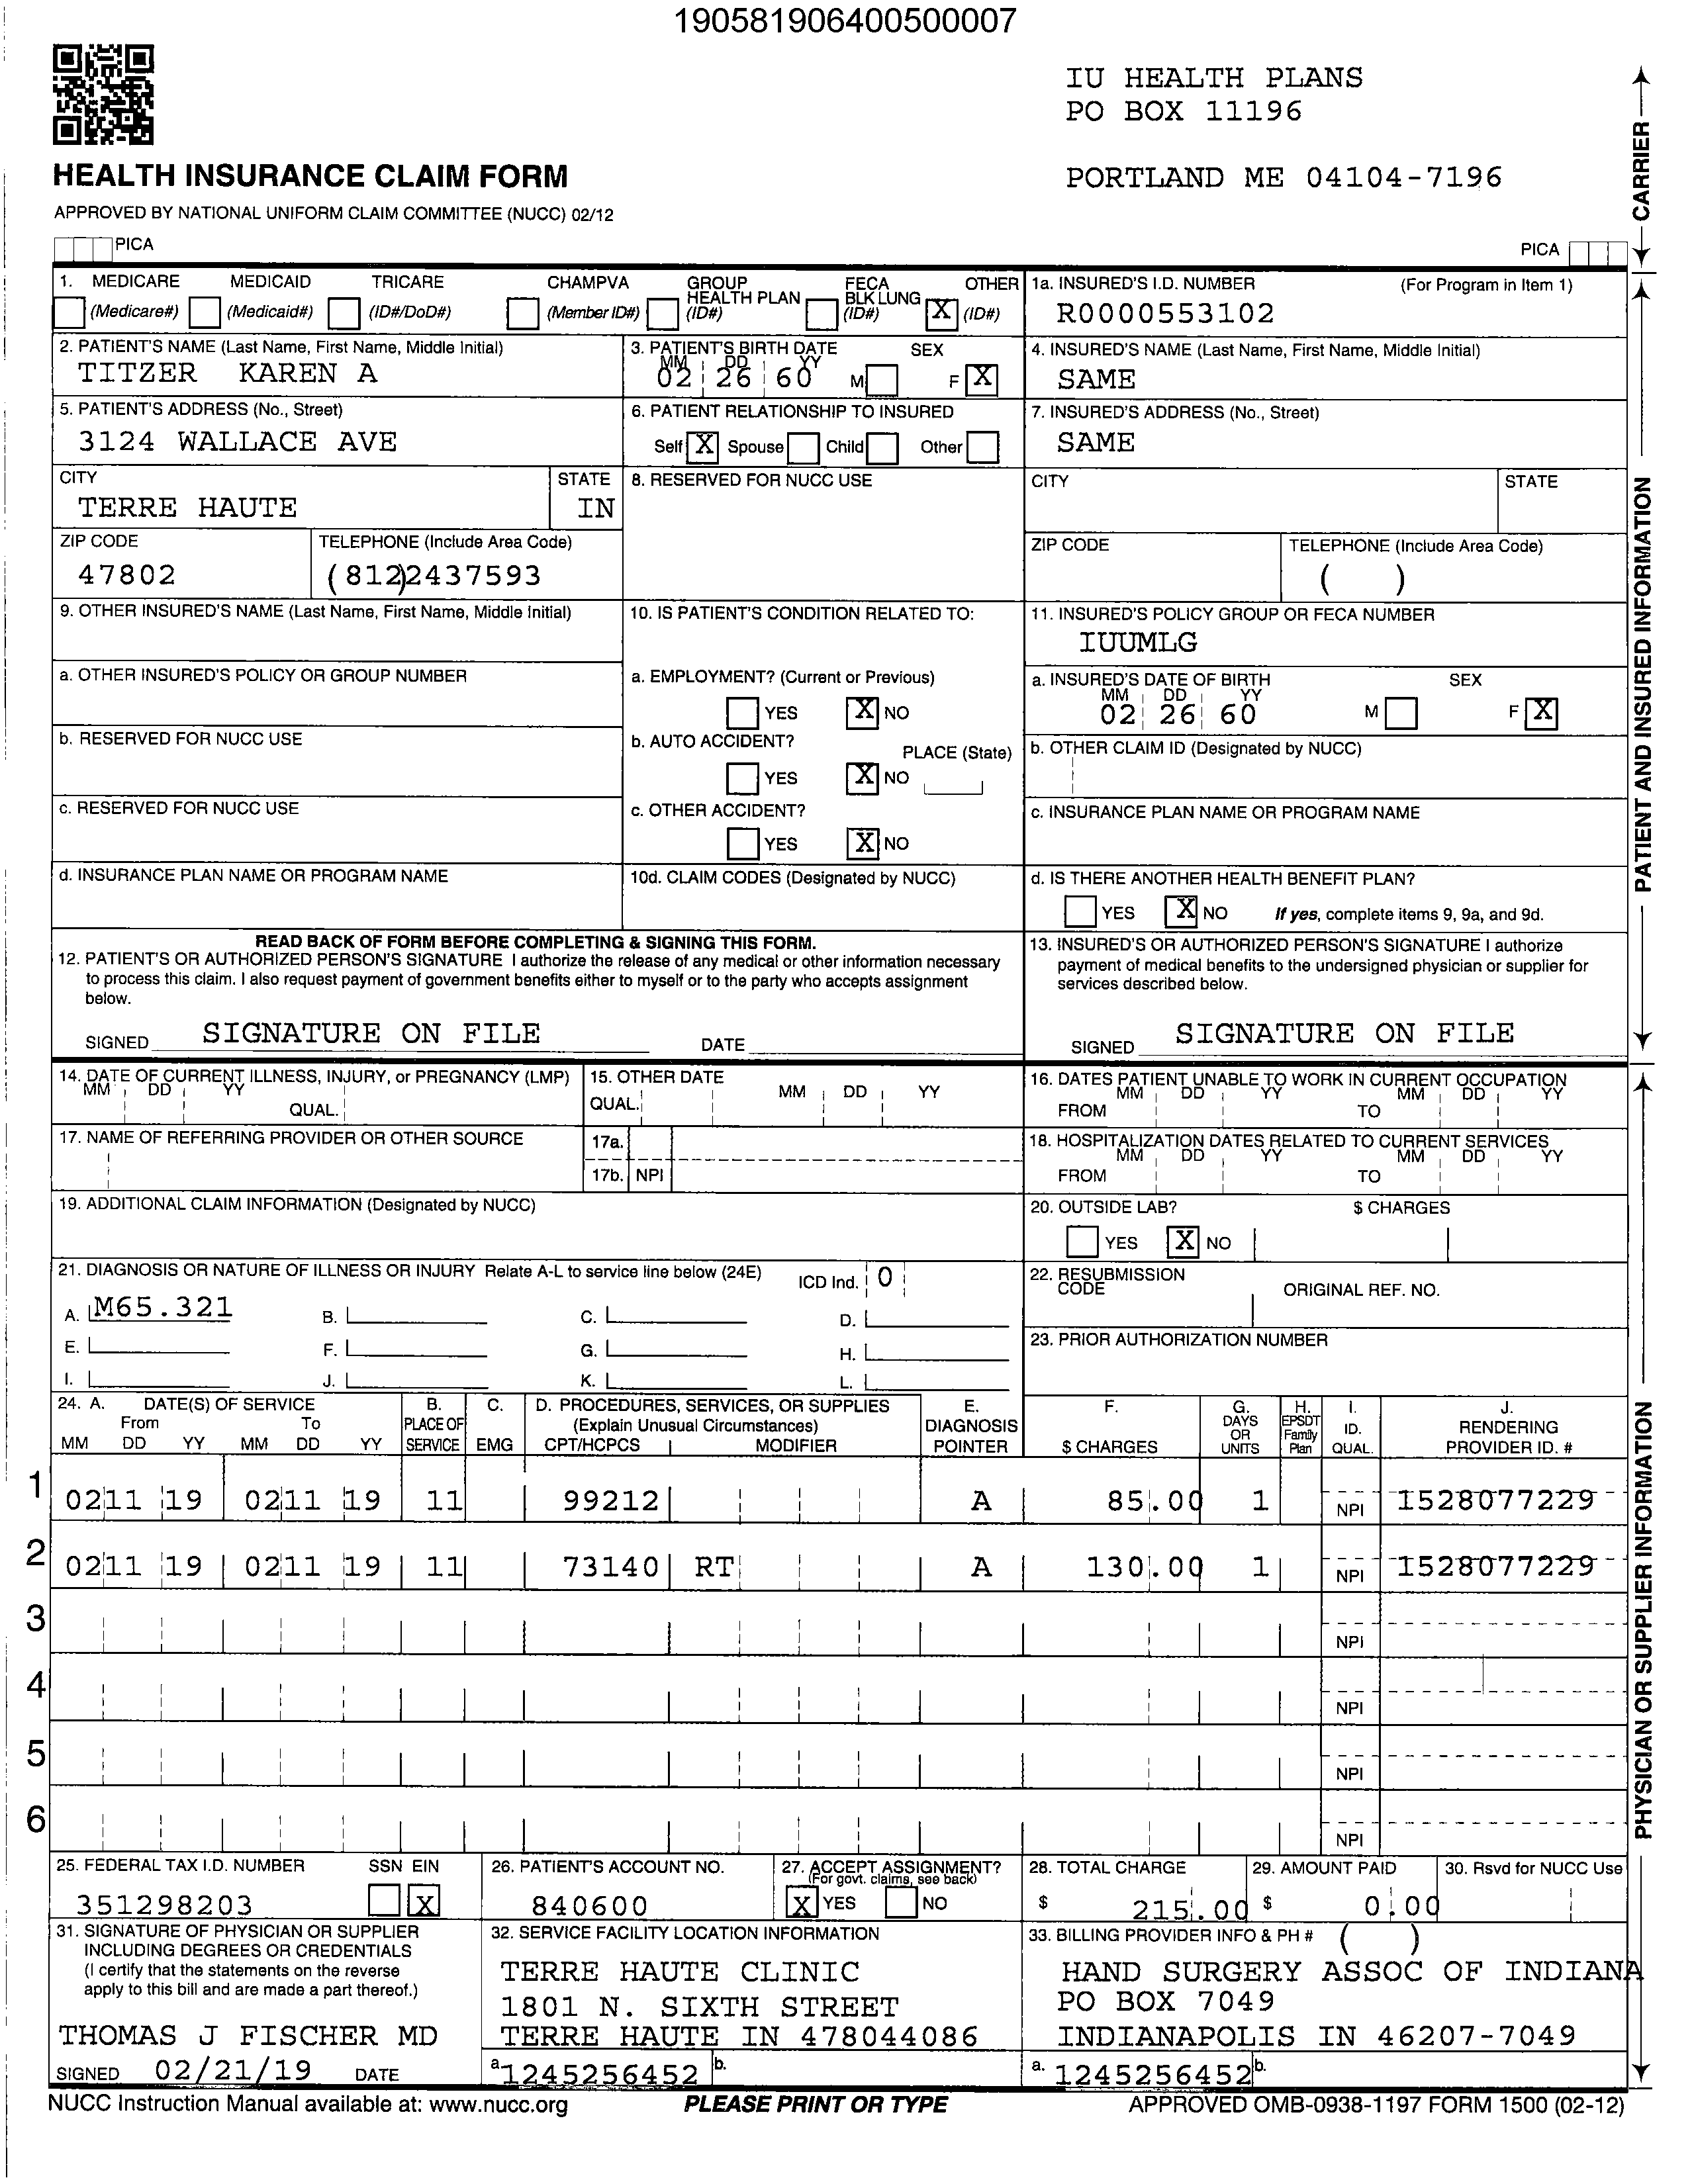 190581906400500007
IU HEALTH PLANS
PO BOX 11196
HEALTH INSURANCE CLAIM FORM
PORTLAND ME 04104-7196
APPROVED BY NATIONAL UNIFORM CLAIM COMMITTEE (NUCC) 02/12
PICA
PICA
CARRIER
1. MEDICARE MEDICAID TRICARE CHAMPVA GROUP HEALTH PLAN FECA BLK LUNG OTHER
(Medicare#) (Medicaid#) (ID#/DoD#) (Member ID#) (ID#) (ID#) X (ID#)
1a. INSURED'S I.D. NUMBER (For Program in Item 1)
R0000553102
2. PATIENT'S NAME (Last Name, First Name, Middle Initial)
TITZER KAREN A
3. PATIENT'S BIRTH DATE SEX
MM DD YY
02 26 60 M F X
4. INSURED'S NAME (Last Name, First Name, Middle Initial)
SAME
5. PATIENT'S ADDRESS (No., Street)
3124 WALLACE AVE
6. PATIENT RELATIONSHIP TO INSURED
Self X Spouse Child Other
7. INSURED'S ADDRESS (No., Street)
SAME
CITY STATE
TERRE HAUTE IN
8. RESERVED FOR NUCC USE
CITY STATE
ZIP CODE TELEPHONE (Include Area Code)
47802 (812)2437593
ZIP CODE TELEPHONE (Include Area Code)
( )
9. OTHER INSURED'S NAME (Last Name, First Name, Middle Initial)
10. IS PATIENT'S CONDITION RELATED TO:
11. INSURED'S POLICY GROUP OR FECA NUMBER
IUUMLG
a. OTHER INSURED'S POLICY OR GROUP NUMBER
a. EMPLOYMENT? (Current or Previous)
YES X NO
a. INSURED'S DATE OF BIRTH SEX
MM DD YY
02 26 60 M F X
b. RESERVED FOR NUCC USE
b. AUTO ACCIDENT? PLACE (State)
YES X NO
b. OTHER CLAIM ID (Designated by NUCC)
c. RESERVED FOR NUCC USE
c. OTHER ACCIDENT?
YES X NO
c. INSURANCE PLAN NAME OR PROGRAM NAME
d. INSURANCE PLAN NAME OR PROGRAM NAME
10d. CLAIM CODES (Designated by NUCC)
d. IS THERE ANOTHER HEALTH BENEFIT PLAN?
YES X NO If yes, complete items 9, 9a, and 9d.
PATIENT AND INSURED INFORMATION
READ BACK OF FORM BEFORE COMPLETING & SIGNING THIS FORM.
12. PATIENT'S OR AUTHORIZED PERSON'S SIGNATURE I authorize the release of any medical or other information necessary
to process this claim. I also request payment of government benefits either to myself or to the party who accepts assignment
below.
SIGNED SIGNATURE ON FILE DATE
13. INSURED'S OR AUTHORIZED PERSON'S SIGNATURE I authorize
payment of medical benefits to the undersigned physician or supplier for
services described below.
SIGNED SIGNATURE ON FILE
14. DATE OF CURRENT ILLNESS, INJURY, or PREGNANCY (LMP)
MM DD YY
QUAL.
15. OTHER DATE
QUAL. MM DD YY
16. DATES PATIENT UNABLE TO WORK IN CURRENT OCCUPATION
MM DD YY MM DD YY
FROM TO
17. NAME OF REFERRING PROVIDER OR OTHER SOURCE
17a.
17b. NPI
18. HOSPITALIZATION DATES RELATED TO CURRENT SERVICES
MM DD YY MM DD YY
FROM TO
19. ADDITIONAL CLAIM INFORMATION (Designated by NUCC)
20. OUTSIDE LAB? $ CHARGES
YES X NO
21. DIAGNOSIS OR NATURE OF ILLNESS OR INJURY Relate A-L to service line below (24E) ICD Ind. 0
A. M65.321 B. C. D.
E. F. G. H.
I. J. K. L.
22. RESUBMISSION CODE ORIGINAL REF. NO.
23. PRIOR AUTHORIZATION NUMBER
24. A. DATE(S) OF SERVICE B. C. D. PROCEDURES, SERVICES, OR SUPPLIES E. F. G. H. I. J.
From To PLACE OF (Explain Unusual Circumstances) DIAGNOSIS DAYS OR EPSDT Family ID. RENDERING
MM DD YY MM DD YY SERVICE EMG CPT/HCPCS MODIFIER POINTER $ CHARGES UNITS Plan QUAL. PROVIDER ID. #
1 02 11 19 02 11 19 11 99212 A 85.00 1 NPI 1528077229
2 02 11 19 02 11 19 11 73140 RT A 130.00 1 NPI 1528077229
3 NPI
4 NPI
5 NPI
6 NPI
PHYSICIAN OR SUPPLIER INFORMATION
25. FEDERAL TAX I.D. NUMBER SSN EIN
351298203 X
26. PATIENT'S ACCOUNT NO.
840600
27. ACCEPT ASSIGNMENT?
(For govt. claims, see back)
X YES NO
28. TOTAL CHARGE
$ 215.00
29. AMOUNT PAID
$ 0.00
30. Rsvd for NUCC Use
31. SIGNATURE OF PHYSICIAN OR SUPPLIER
INCLUDING DEGREES OR CREDENTIALS
(I certify that the statements on the reverse
apply to this bill and are made a part thereof.)
THOMAS J FISCHER MD
SIGNED 02/21/19 DATE
32. SERVICE FACILITY LOCATION INFORMATION
TERRE HAUTE CLINIC
1801 N. SIXTH STREET
TERRE HAUTE IN 478044086
a. 1245256452 b.
33. BILLING PROVIDER INFO & PH # ( )
HAND SURGERY ASSOC OF INDIANA
PO BOX 7049
INDIANAPOLIS IN 46207-7049
a. 1245256452 b.
NUCC Instruction Manual available at: www.nucc.org
PLEASE PRINT OR TYPE
APPROVED OMB-0938-1197 FORM 1500 (02-12)